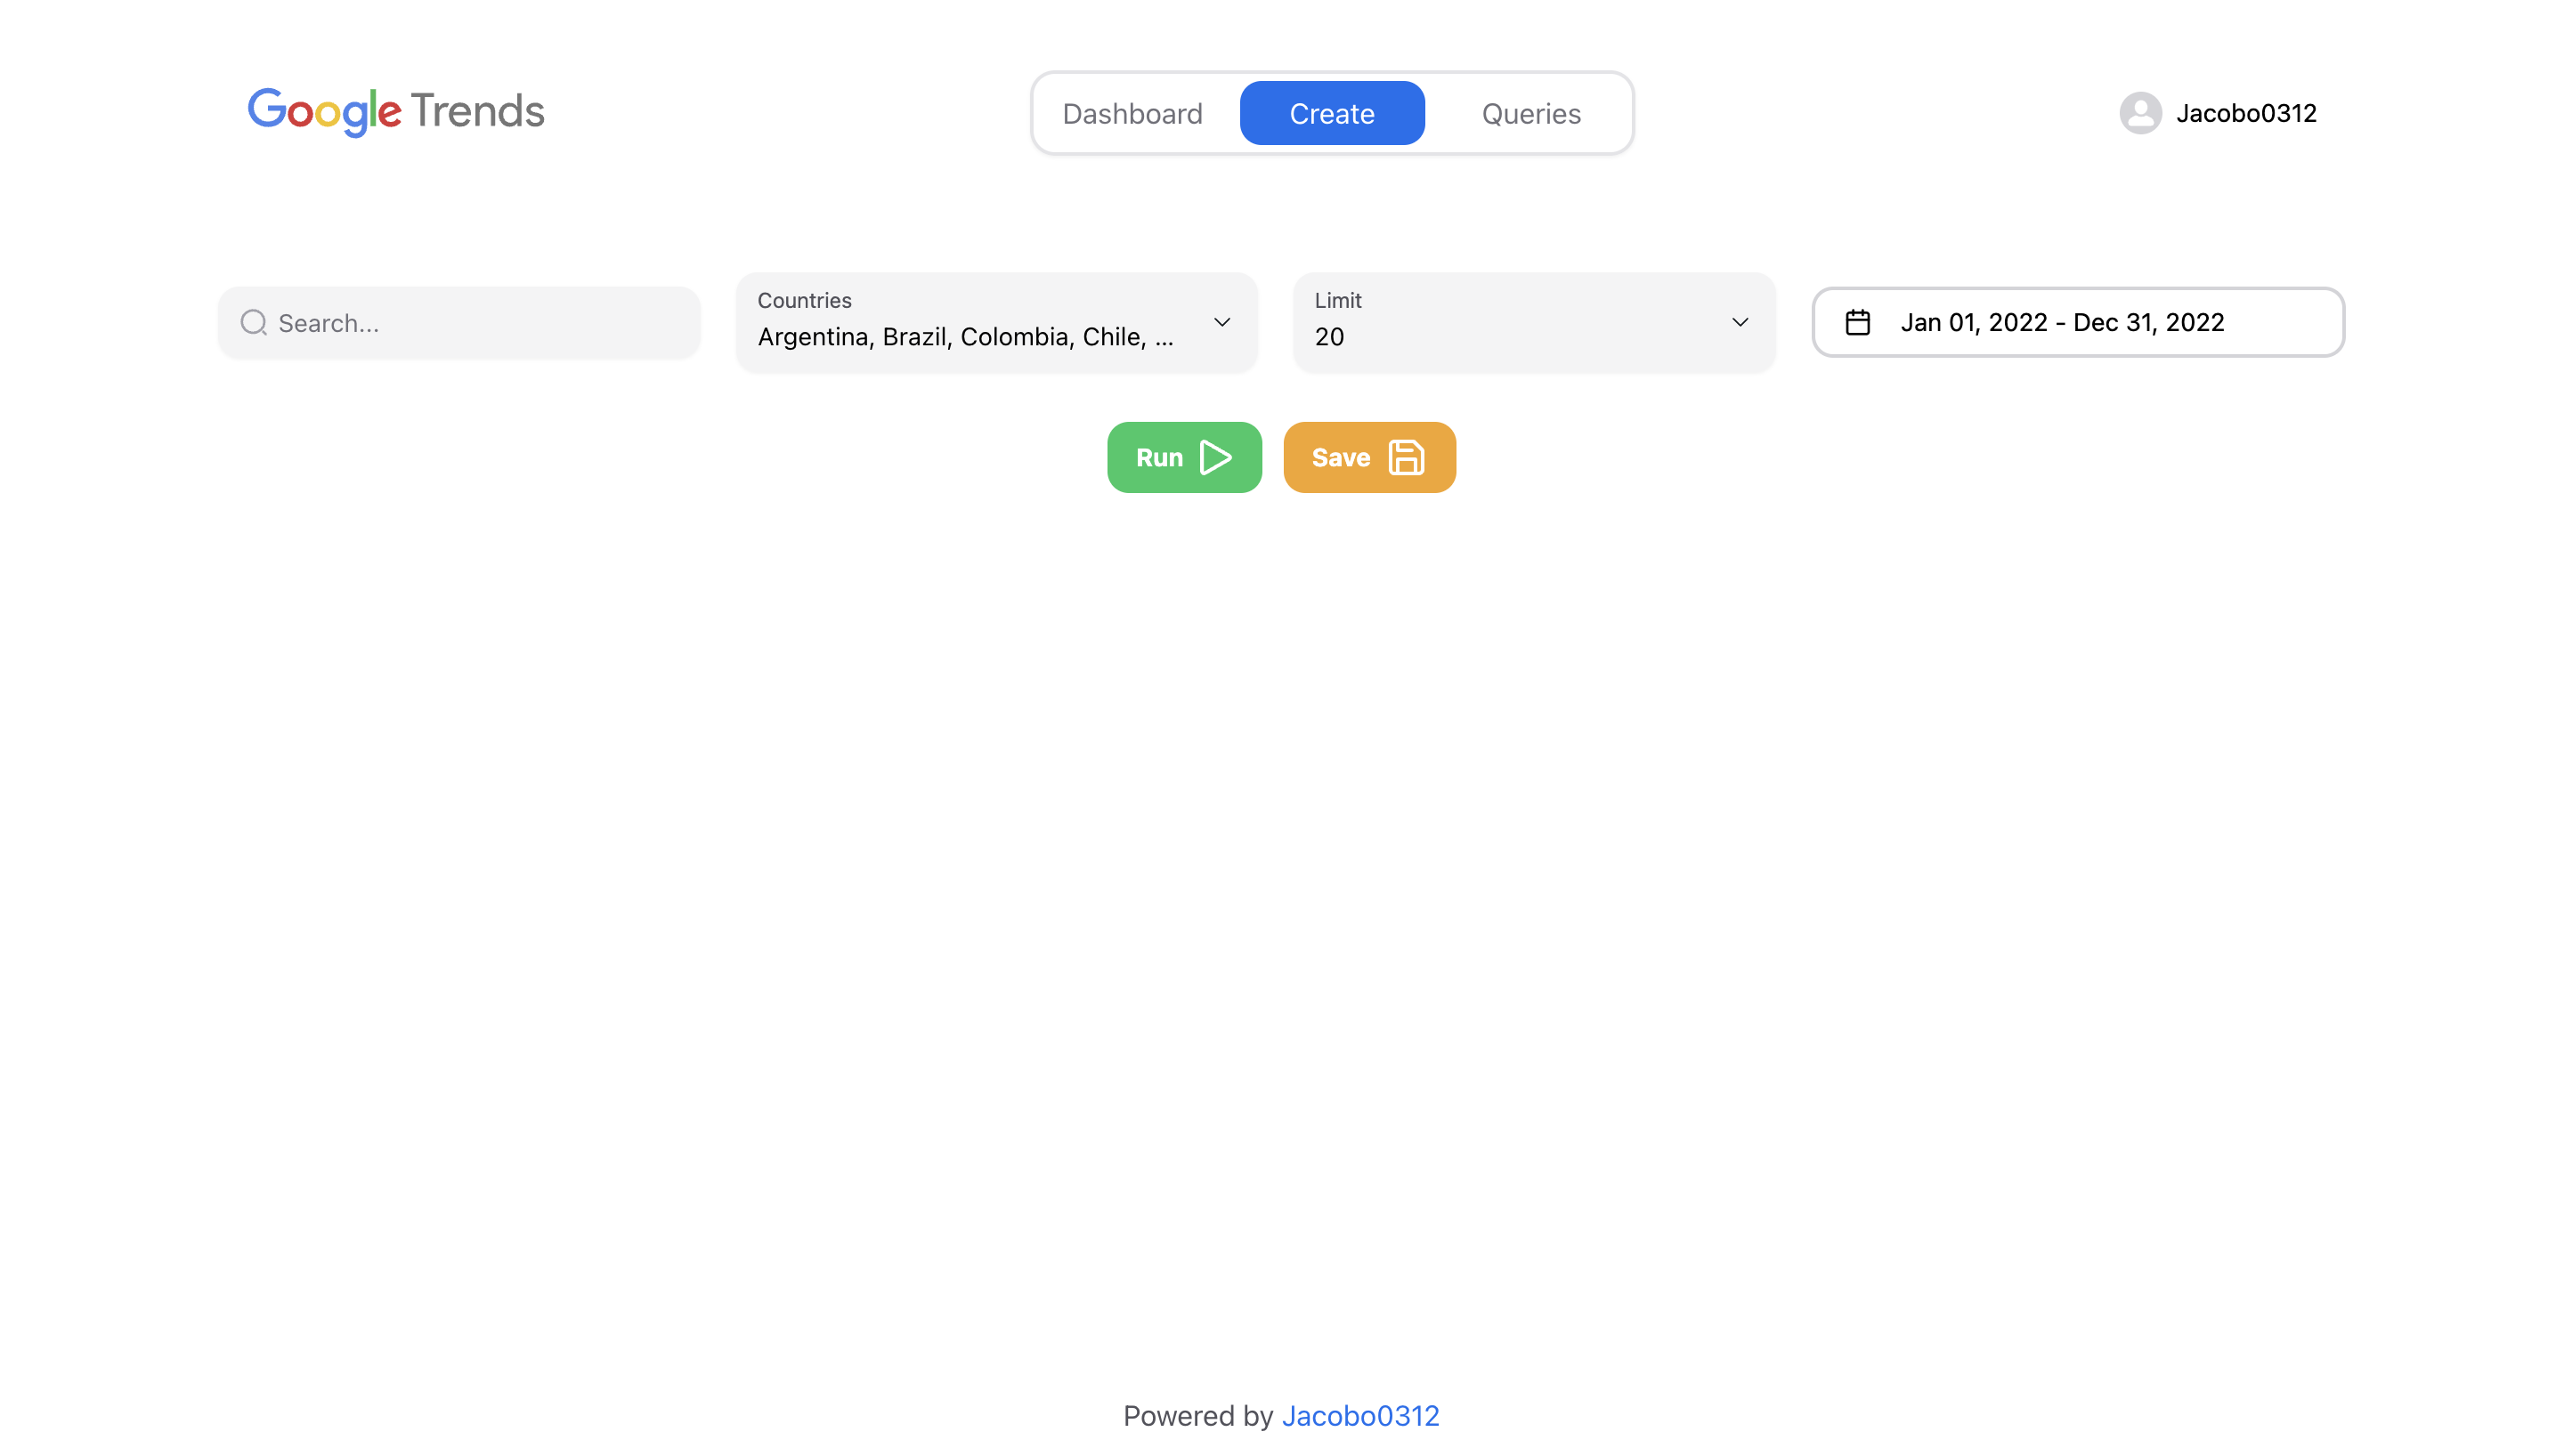 Google Trends
Dashboard
Create
Queries
Jacobo0312
Search...
Countries
Argentina, Brazil, Colombia, Chile, ...
Limit
20
Jan 01, 2022 - Dec 31, 2022
Run
Save
Powered by Jacobo0312